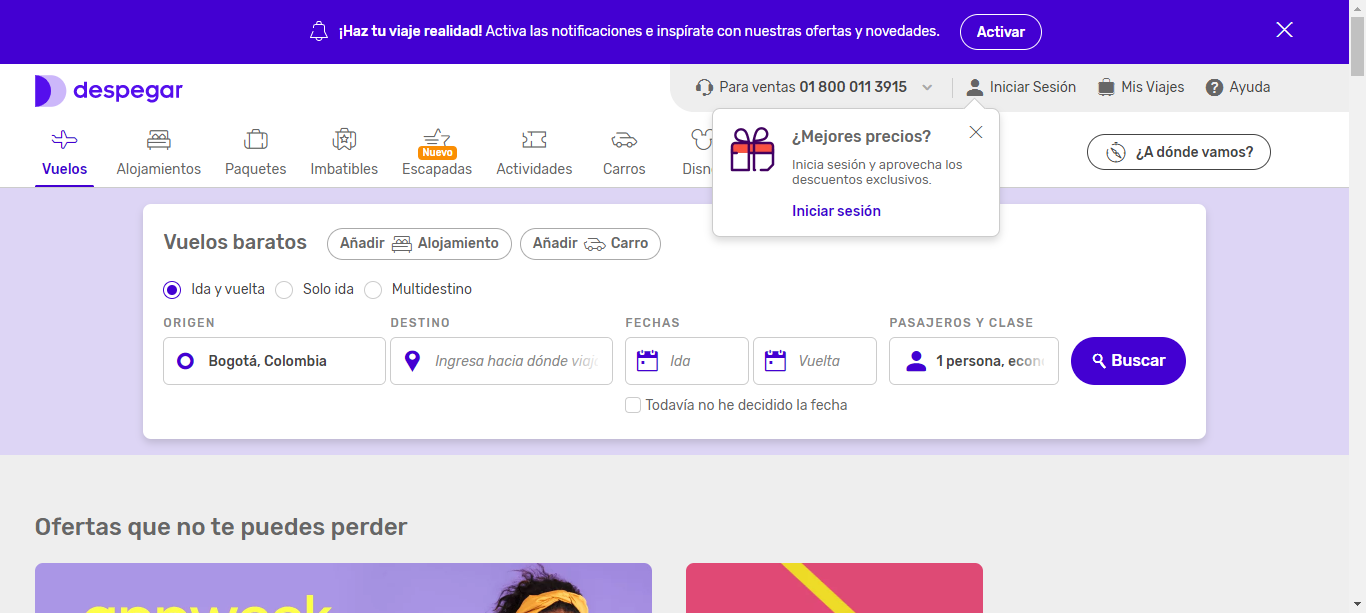 ¡Haz tu viaje realidad! Activa las notificaciones e inspírate con nuestras ofertas y novedades.
Activar
despegar
Para ventas 01 800 011 3915
Iniciar Sesión
Mis Viajes
Ayuda
Vuelos
Alojamientos
Paquetes
Imbatibles
Nuevo
Escapadas
Actividades
Carros
Disn
¿A dónde vamos?
¿Mejores precios?
Inicia sesión y aprovecha los
descuentos exclusivos.
Iniciar sesión
Vuelos baratos
Añadir Alojamiento
Añadir Carro
Ida y vuelta
Solo ida
Multidestino
ORIGEN
DESTINO
FECHAS
PASAJEROS Y CLASE
Bogotá, Colombia
Ingresa hacia dónde viaj
Ida
Vuelta
1 persona, econ
Buscar
Todavía no he decidido la fecha
Ofertas que no te puedes perder
appweek